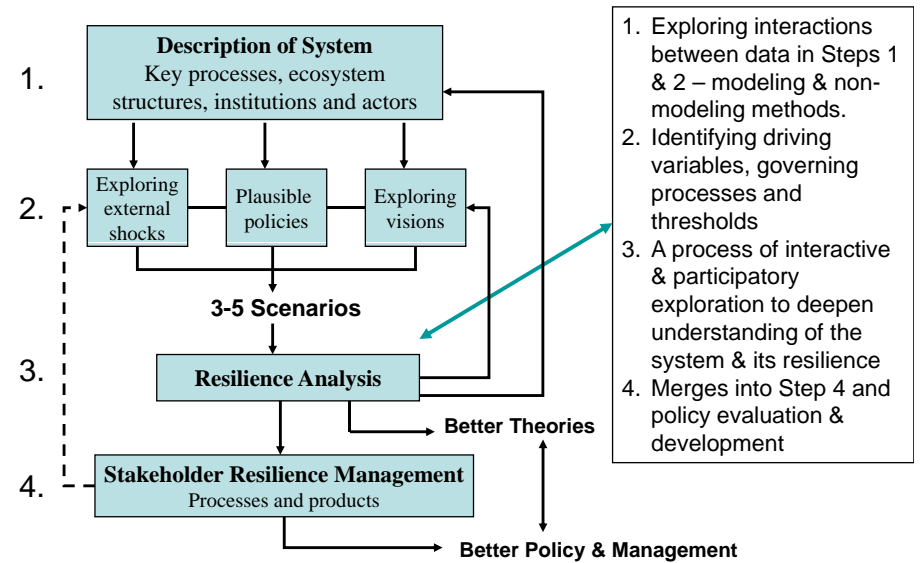 1.
Description of System
Key processes, ecosystem
structures, institutions and actors
2.
Exploring
external
shocks
Plausible
policies
Exploring
visions
3-5 Scenarios
3.
Resilience Analysis
Better Theories
4.
Stakeholder Resilience Management
Processes and products
Better Policy & Management
1. Exploring interactions
between data in Steps 1
& 2 – modeling & non-
modeling methods.
2. Identifying driving
variables, governing
processes and
thresholds
3. A process of interactive
& participatory
exploration to deepen
understanding of the
system & its resilience
4. Merges into Step 4 and
policy evaluation &
development